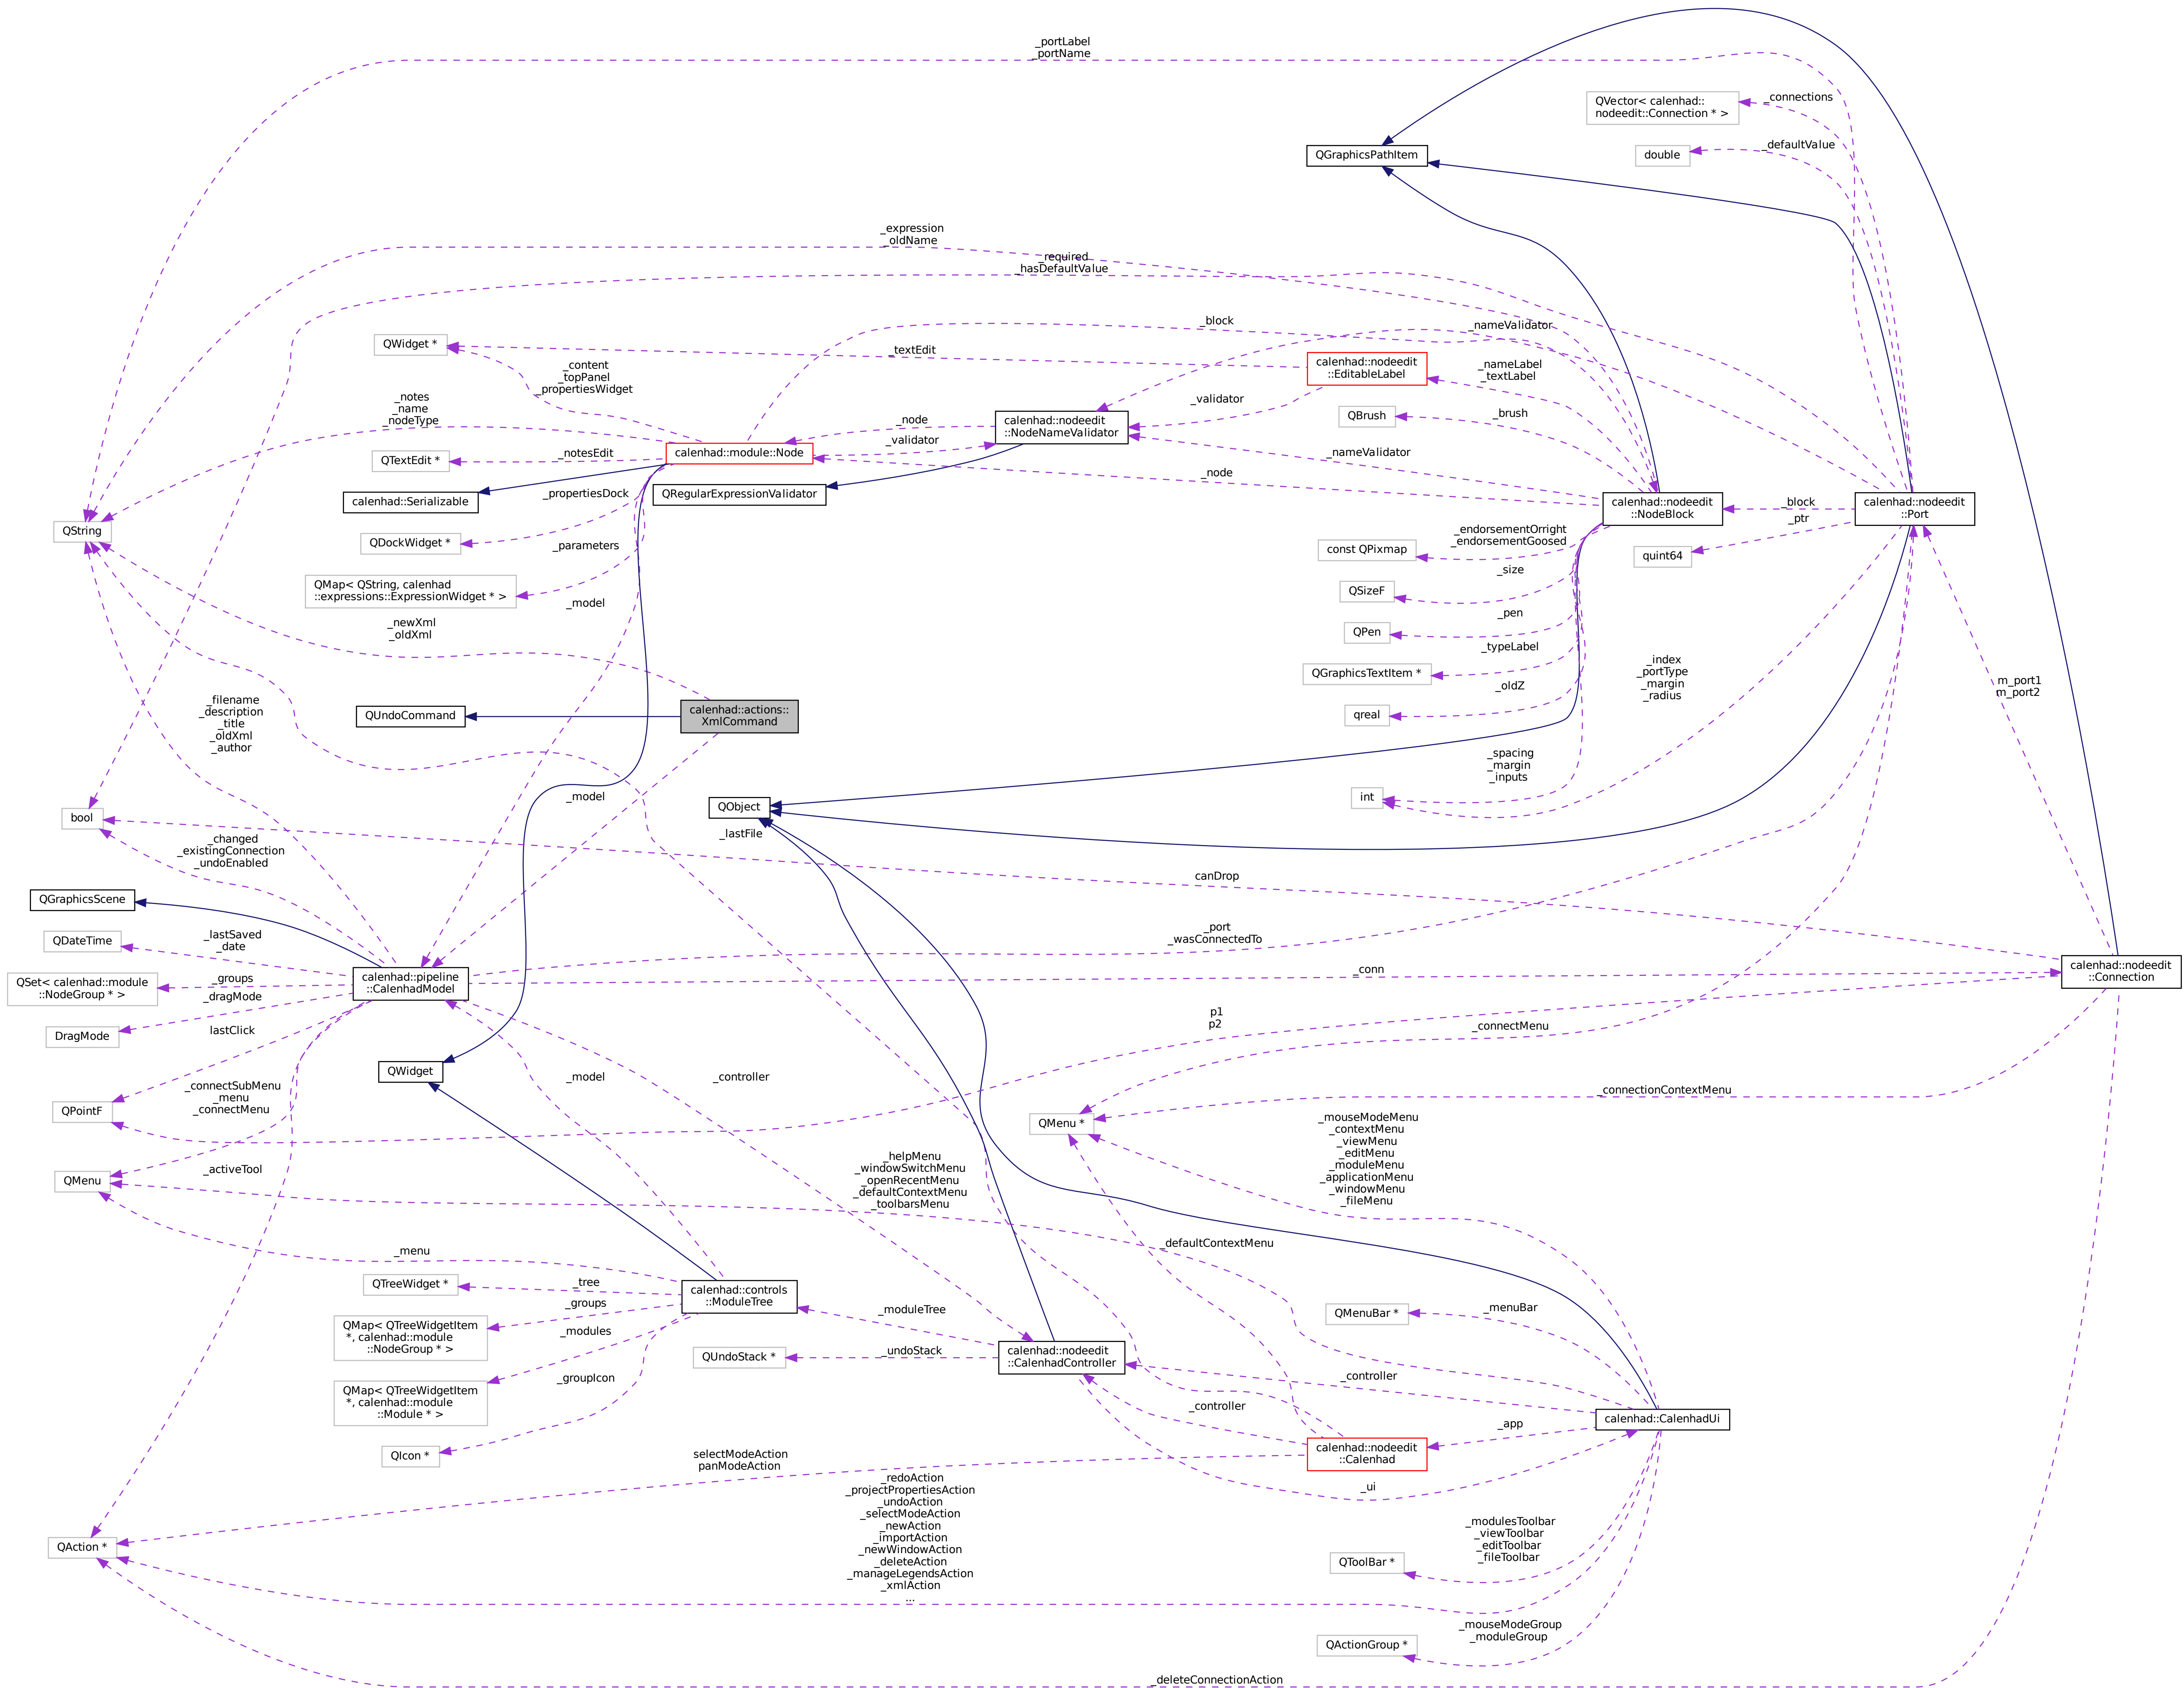 _portLabel
_portName
QVector< calenhad::
nodeedit::Connection * >
_connections
double
_defaultValue
QGraphicsPathItem
_expression
_oldName
_required
_hasDefaultValue
QWidget *
_content
_topPanel
_propertiesWidget
_textEdit
_block
_nameValidator
calenhad::nodeedit
::EditableLabel
_nameLabel
_textLabel
_notes
_name
_nodeType
_node
_validator
calenhad::nodeedit
::NodeNameValidator
_validator
QBrush
_brush
QTextEdit *
_notesEdit
calenhad::module::Node
_nameValidator
_node
calenhad::Serializable
_propertiesDock
QRegularExpressionValidator
calenhad::nodeedit
::NodeBlock
_block
_ptr
calenhad::nodeedit
::Port
QString
QDockWidget *
_parameters
const QPixmap
_endorsementOrright
_endorsementGoosed
quint64
QMap< QString, calenhad
::expressions::ExpressionWidget * >
_model
QSizeF
_size
_newXml
_oldXml
QPen
_pen
QGraphicsTextItem *
_typeLabel
_index
_portType
_margin
_radius
m_port1
m_port2
_filename
_description
_title
_oldXml
_author
QUndoCommand
calenhad::actions::
XmlCommand
qreal
_oldZ
_spacing
_margin
_inputs
int
_model
QObject
_lastFile
bool
_changed
_existingConnection
_undoEnabled
canDrop
QGraphicsScene
QDateTime
_lastSaved
_date
_port
_wasConnectedTo
QSet< calenhad::module
::NodeGroup * >
_groups
calenhad::pipeline
::CalenhadModel
_conn
calenhad::nodeedit
::Connection
_dragMode
DragMode
lastClick
p1
p2
_connectMenu
QWidget
_model
_controller
_connectionContextMenu
QPointF
_connectSubMenu
_menu
_connectMenu
QMenu *
_mouseModeMenu
_contextMenu
_viewMenu
_editMenu
_moduleMenu
_applicationMenu
_windowMenu
_fileMenu
QMenu
_activeTool
_helpMenu
_windowSwitchMenu
_openRecentMenu
_defaultContextMenu
_toolbarsMenu
_menu
_defaultContextMenu
QTreeWidget *
_tree
calenhad::controls
::ModuleTree
_groups
QMap< QTreeWidgetItem
*, calenhad::module
::NodeGroup * >
_modules
_moduleTree
QMenuBar *
_menuBar
QUndoStack *
_undoStack
calenhad::nodeedit
::CalenhadController
_groupIcon
_controller
QMap< QTreeWidgetItem
*, calenhad::module
::Module * >
_controller
calenhad::CalenhadUi
_app
QIcon *
selectModeAction
panModeAction
calenhad::nodeedit
::Calenhad
_ui
_redoAction
_projectPropertiesAction
_undoAction
_selectModeAction
_newAction
_importAction
_newWindowAction
_deleteAction
_manageLegendsAction
_xmlAction
...
QAction *
_modulesToolbar
_viewToolbar
_editToolbar
_fileToolbar
QToolBar *
QActionGroup *
_mouseModeGroup
_moduleGroup
_deleteConnectionAction